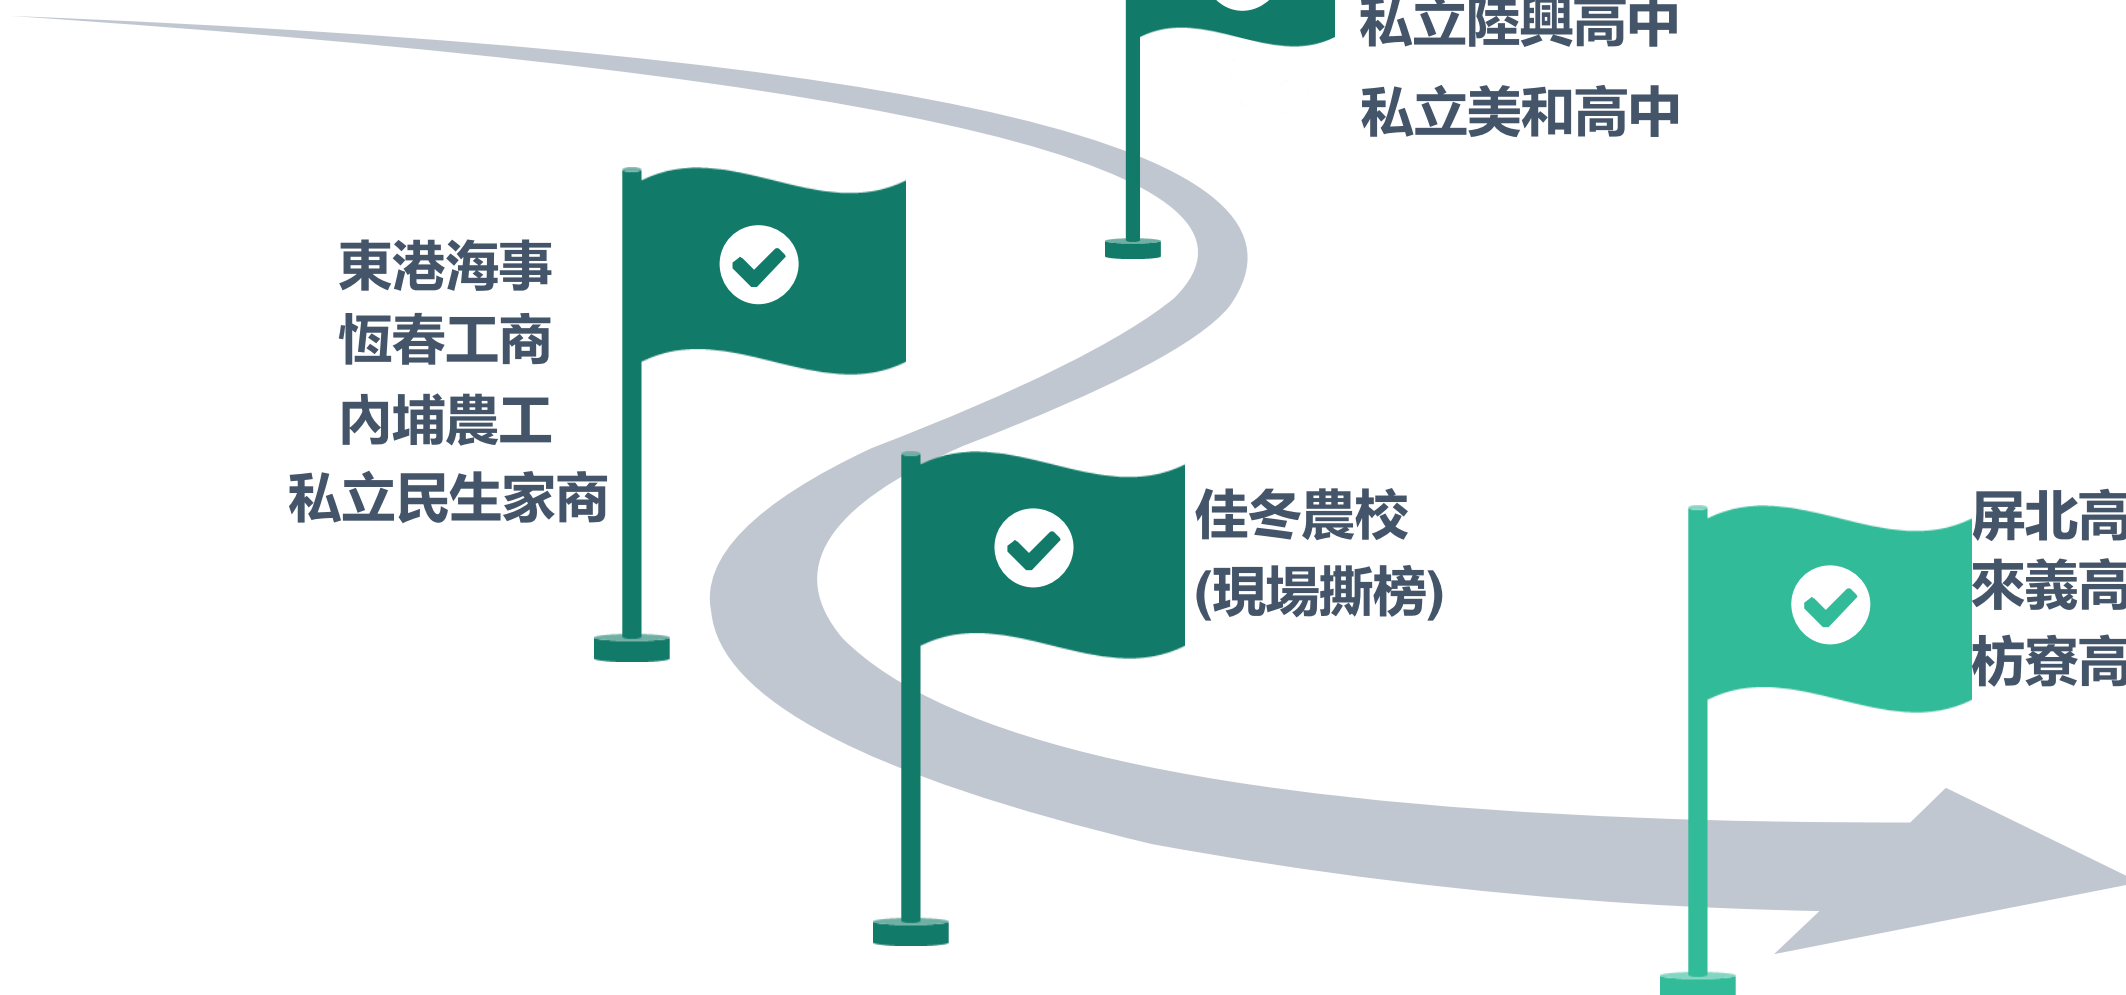 私立陸興高中
私立美和高中
東港海事
恆春工商
內埔農工
私立民生家商
佳冬農校
(現場撕榜)
屏北高
來義高
枋寮高